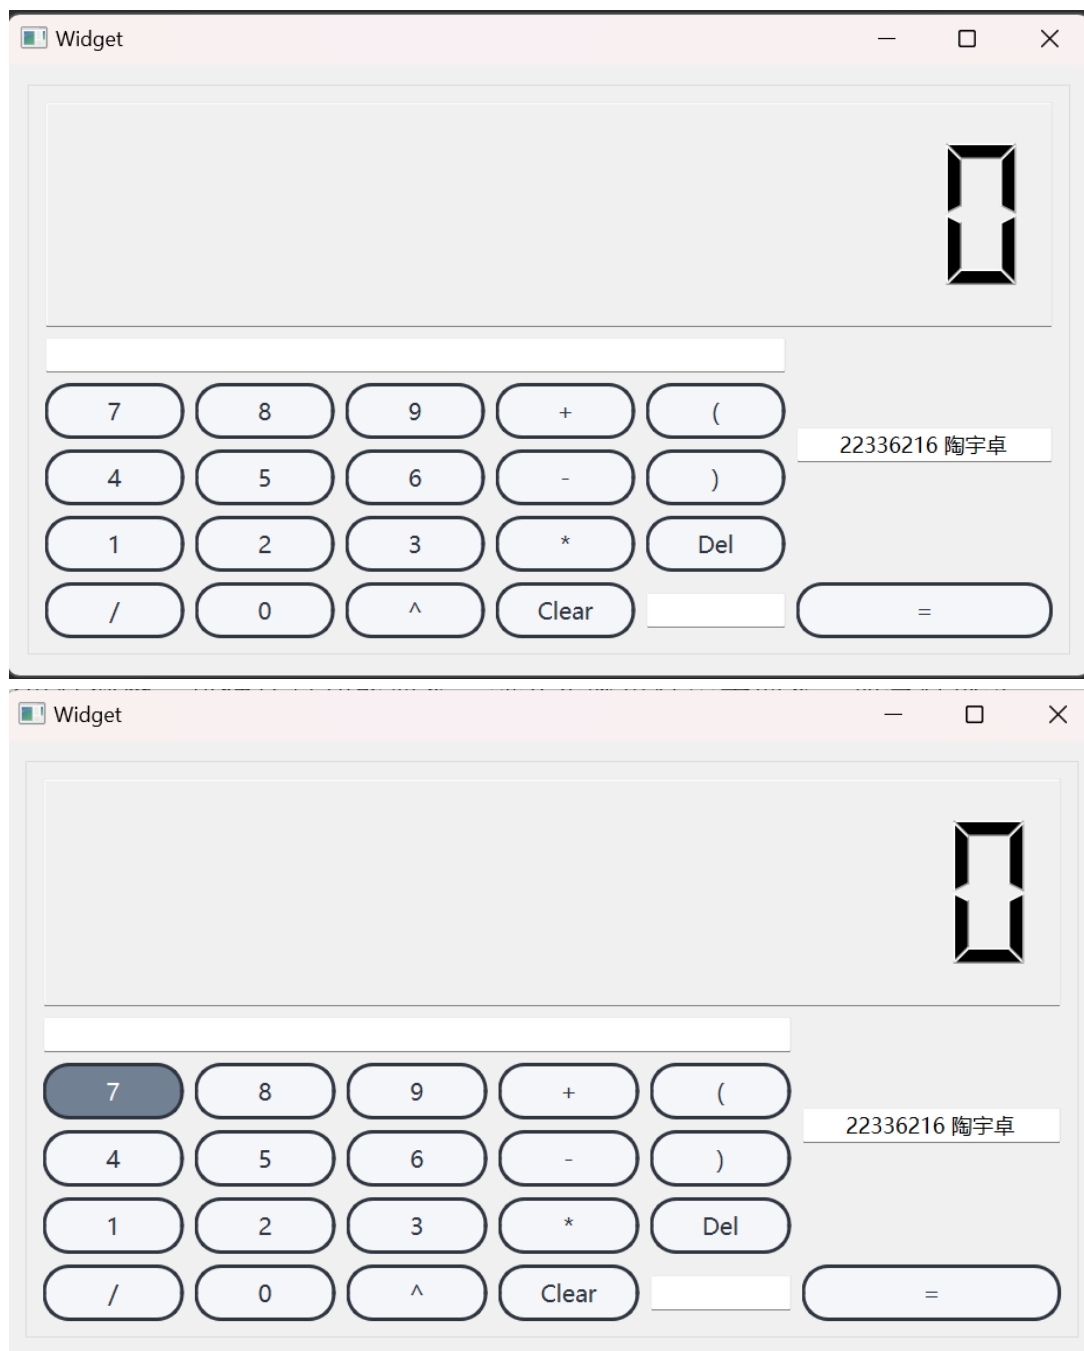 Widget
0
7 8 9 + (
22336216 陶宇卓
4 5 6 - )
1 2 3 * Del
/ 0 ^ Clear =
Widget
0
7 8 9 + (
22336216 陶宇卓
4 5 6 - )
1 2 3 * Del
/ 0 ^ Clear =